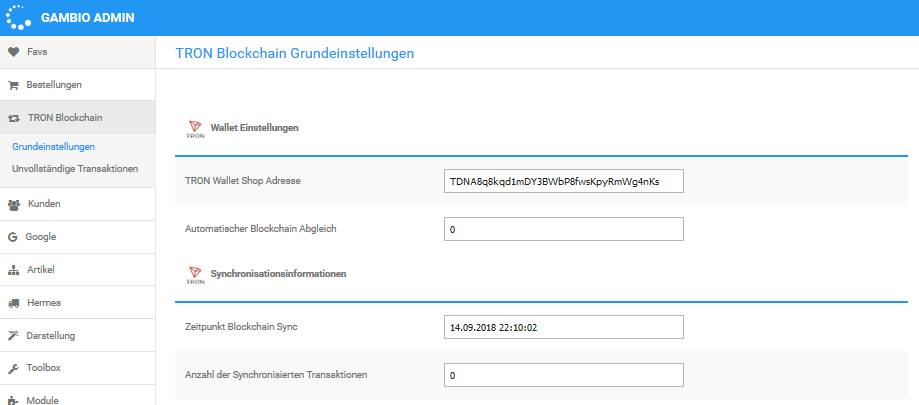 GAMBIO ADMIN
Favs
Bestellungen
TRON Blockchain
Grundeinstellungen
Unvollständige Transaktionen
Kunden
Google
Artikel
Hermes
Darstellung
Toolbox
Module
TRON Blockchain Grundeinstellungen
TRON Wallet Einstellungen
TRON Wallet Shop Adresse TDNA8q8kqd1mDY3BWbP8fwsKpyRmWg4nKs
Automatischer Blockchain Abgleich 0
TRON Synchronisationsinformationen
Zeitpunkt Blockchain Sync 14.09.2018 22:10:02
Anzahl der Synchronisierten Transaktionen 0